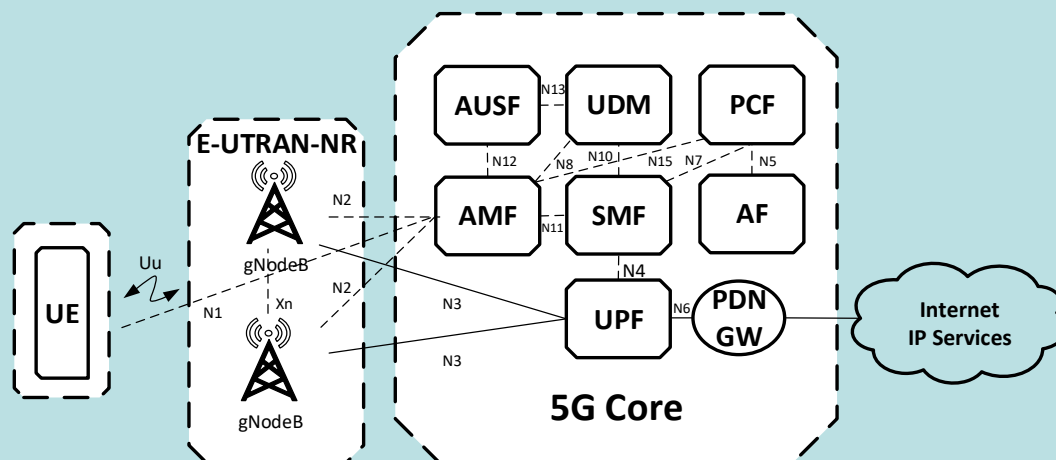 AUSF
N13
UDM
PCF
E-UTRAN-NR
N12
N8
N10
N15
N7
N5
N2
AMF
N11
SMF
AF
Uu
gNodeB
N4
UE
N1
Xn
N2
N3
UPF
N6
PDN
GW
Internet
IP Services
N3
gNodeB
5G Core